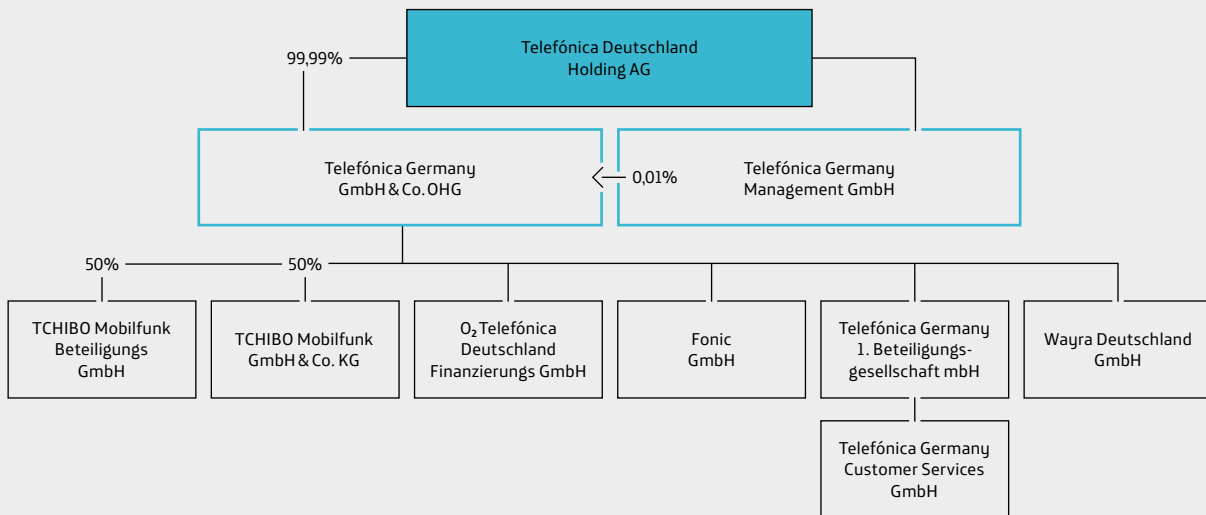 Telefónica Deutschland
Holding AG
99,99%
Telefónica Germany
GmbH & Co. OHG
0,01%
Telefónica Germany
Management GmbH
50%
50%
TCHIBO Mobilfunk
Beteiligungs
GmbH
TCHIBO Mobilfunk
GmbH & Co. KG
O₂ Telefónica
Deutschland
Finanzierungs GmbH
Fonic
GmbH
Telefónica Germany
1. Beteiligungs-
gesellschaft mbH
Wayra Deutschland
GmbH
Telefónica Germany
Customer Services
GmbH